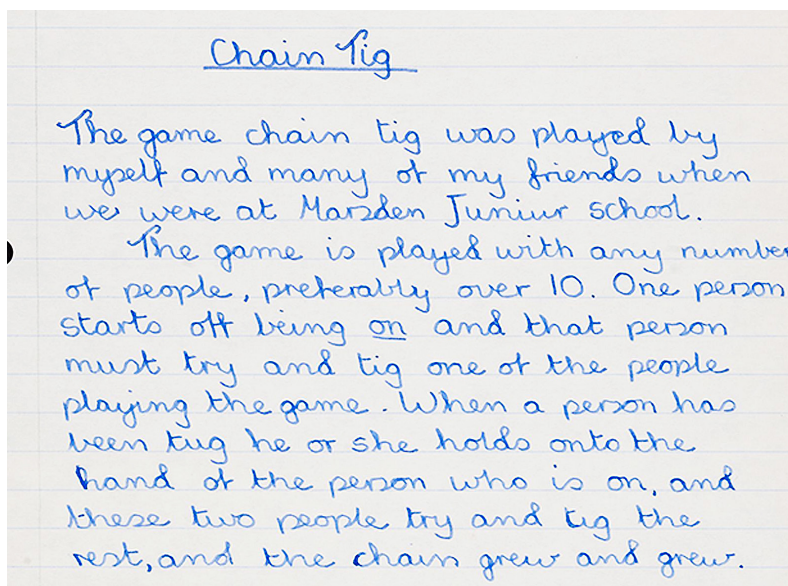 Chain Tig
The game chain tig was played by
myself and many of my friends when
we were at Marsden Junior school.
The game is played with any number
of people, preferably over 10. One person
starts off being on and that person
must try and tig one of the people
playing the game. When a person has
been tug he or she holds onto the
hand of the person who is on, and
these two people try and tig the
rest, and the chain grew and grew.